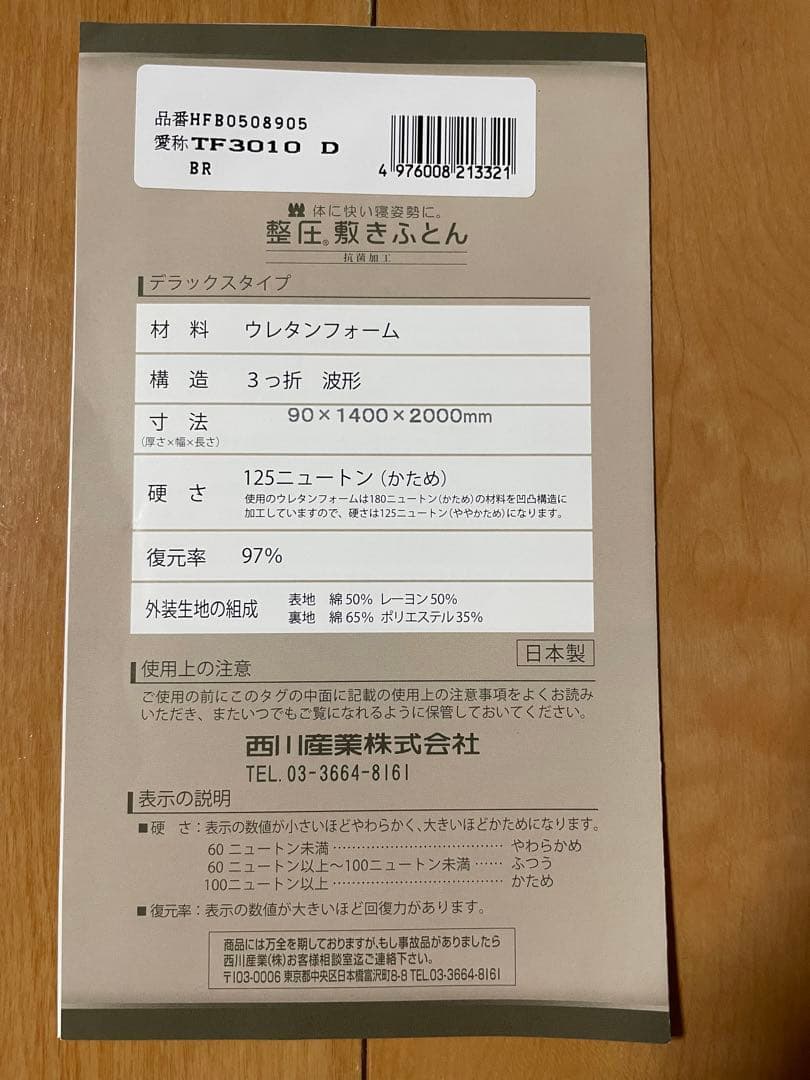 品番HFB0508905
愛称TF3010 D
BR
4 976008 213321
体に快い寝姿勢に。
整圧®敷きふとん
抗菌加工
デラックスタイプ
材 料 ウレタンフォーム
構 造 3つ折 波形
寸 法 90×1400×2000mm
(厚さ×幅×長さ)
硬 さ 125ニュートン(かため)
使用のウレタンフォームは180ニュートン(かため)の材料を凹凸構造に
加工していますので、硬さは125ニュートン(ややかため)になります。
復元率 97%
外装生地の組成 表地 綿50% レーヨン50%
裏地 綿65% ポリエステル35%
日本製
使用上の注意
ご使用の前にこのタグの中面に記載の使用上の注意事項をよくお読み
いただき、またいつでもご覧になれるように保管しておいてください。
西川産業株式会社
TEL. 03-3664-8161
表示の説明
■硬 さ:表示の数値が小さいほどやわらかく、大きいほどかためになります。
60 ニュートン未満 ‥‥‥‥‥‥‥‥‥‥‥ やわらかめ
60 ニュートン以上〜100ニュートン未満 ‥‥‥ ふつう
100ニュートン以上 ‥‥‥‥‥‥‥‥‥‥‥ かため
■復元率:表示の数値が大きいほど回復力があります。
商品には万全を期しておりますが、もし事故品がありましたら
西川産業(株)お客様相談室迄ご連絡下さい。
〒103-0006 東京都中央区日本橋富沢町8-8 TEL.03-3664-8161